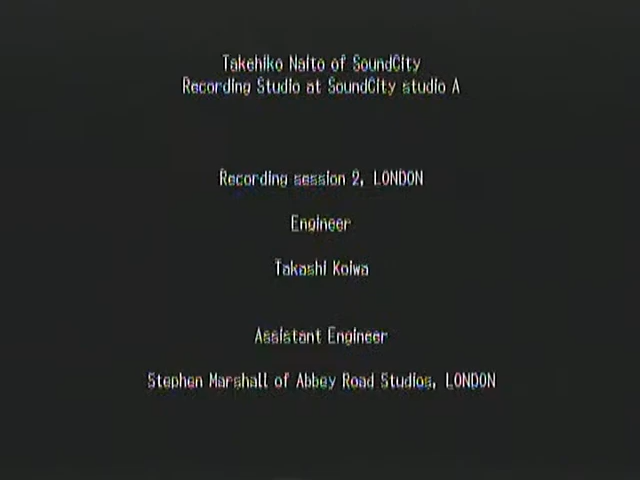 Takehiko Naito of SoundCity
Recording Studio at SoundCity studio A
Recording session 2, LONDON
Engineer
Takashi Koiwa
Assistant Engineer
Stephen Marshall of Abbey Road Studios, LONDON